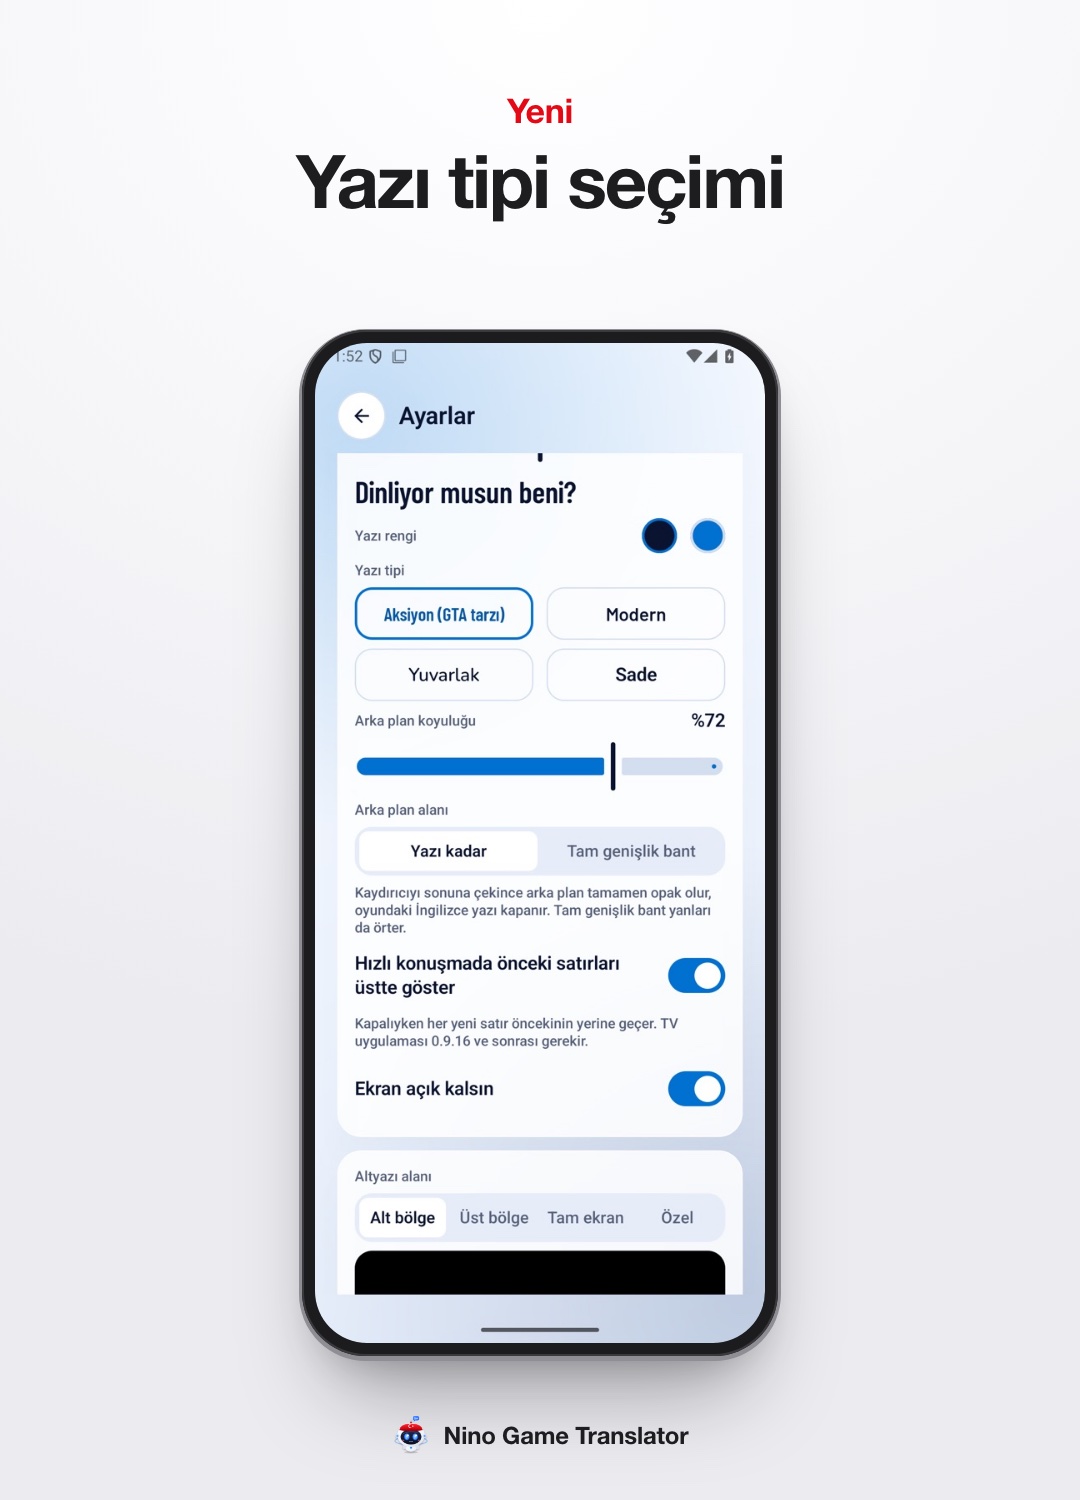 Yeni
Yazı tipi seçimi
1:52
Ayarlar
Dinliyor musun beni?
Yazı rengi
Yazı tipi
Aksiyon (GTA tarzı)
Modern
Yuvarlak
Sade
Arka plan koyuluğu
%72
Arka plan alanı
Yazı kadar
Tam genişlik bant
Kaydırıcıyı sonuna çekince arka plan tamamen opak olur,
oyundaki İngilizce yazı kapanır. Tam genişlik bant yanları
da örter.
Hızlı konuşmada önceki satırları
üstte göster
Kapalıyken her yeni satır öncekinin yerine geçer. TV
uygulaması 0.9.16 ve sonrası gerekir.
Ekran açık kalsın
Altyazı alanı
Alt bölge
Üst bölge
Tam ekran
Özel
Nino Game Translator